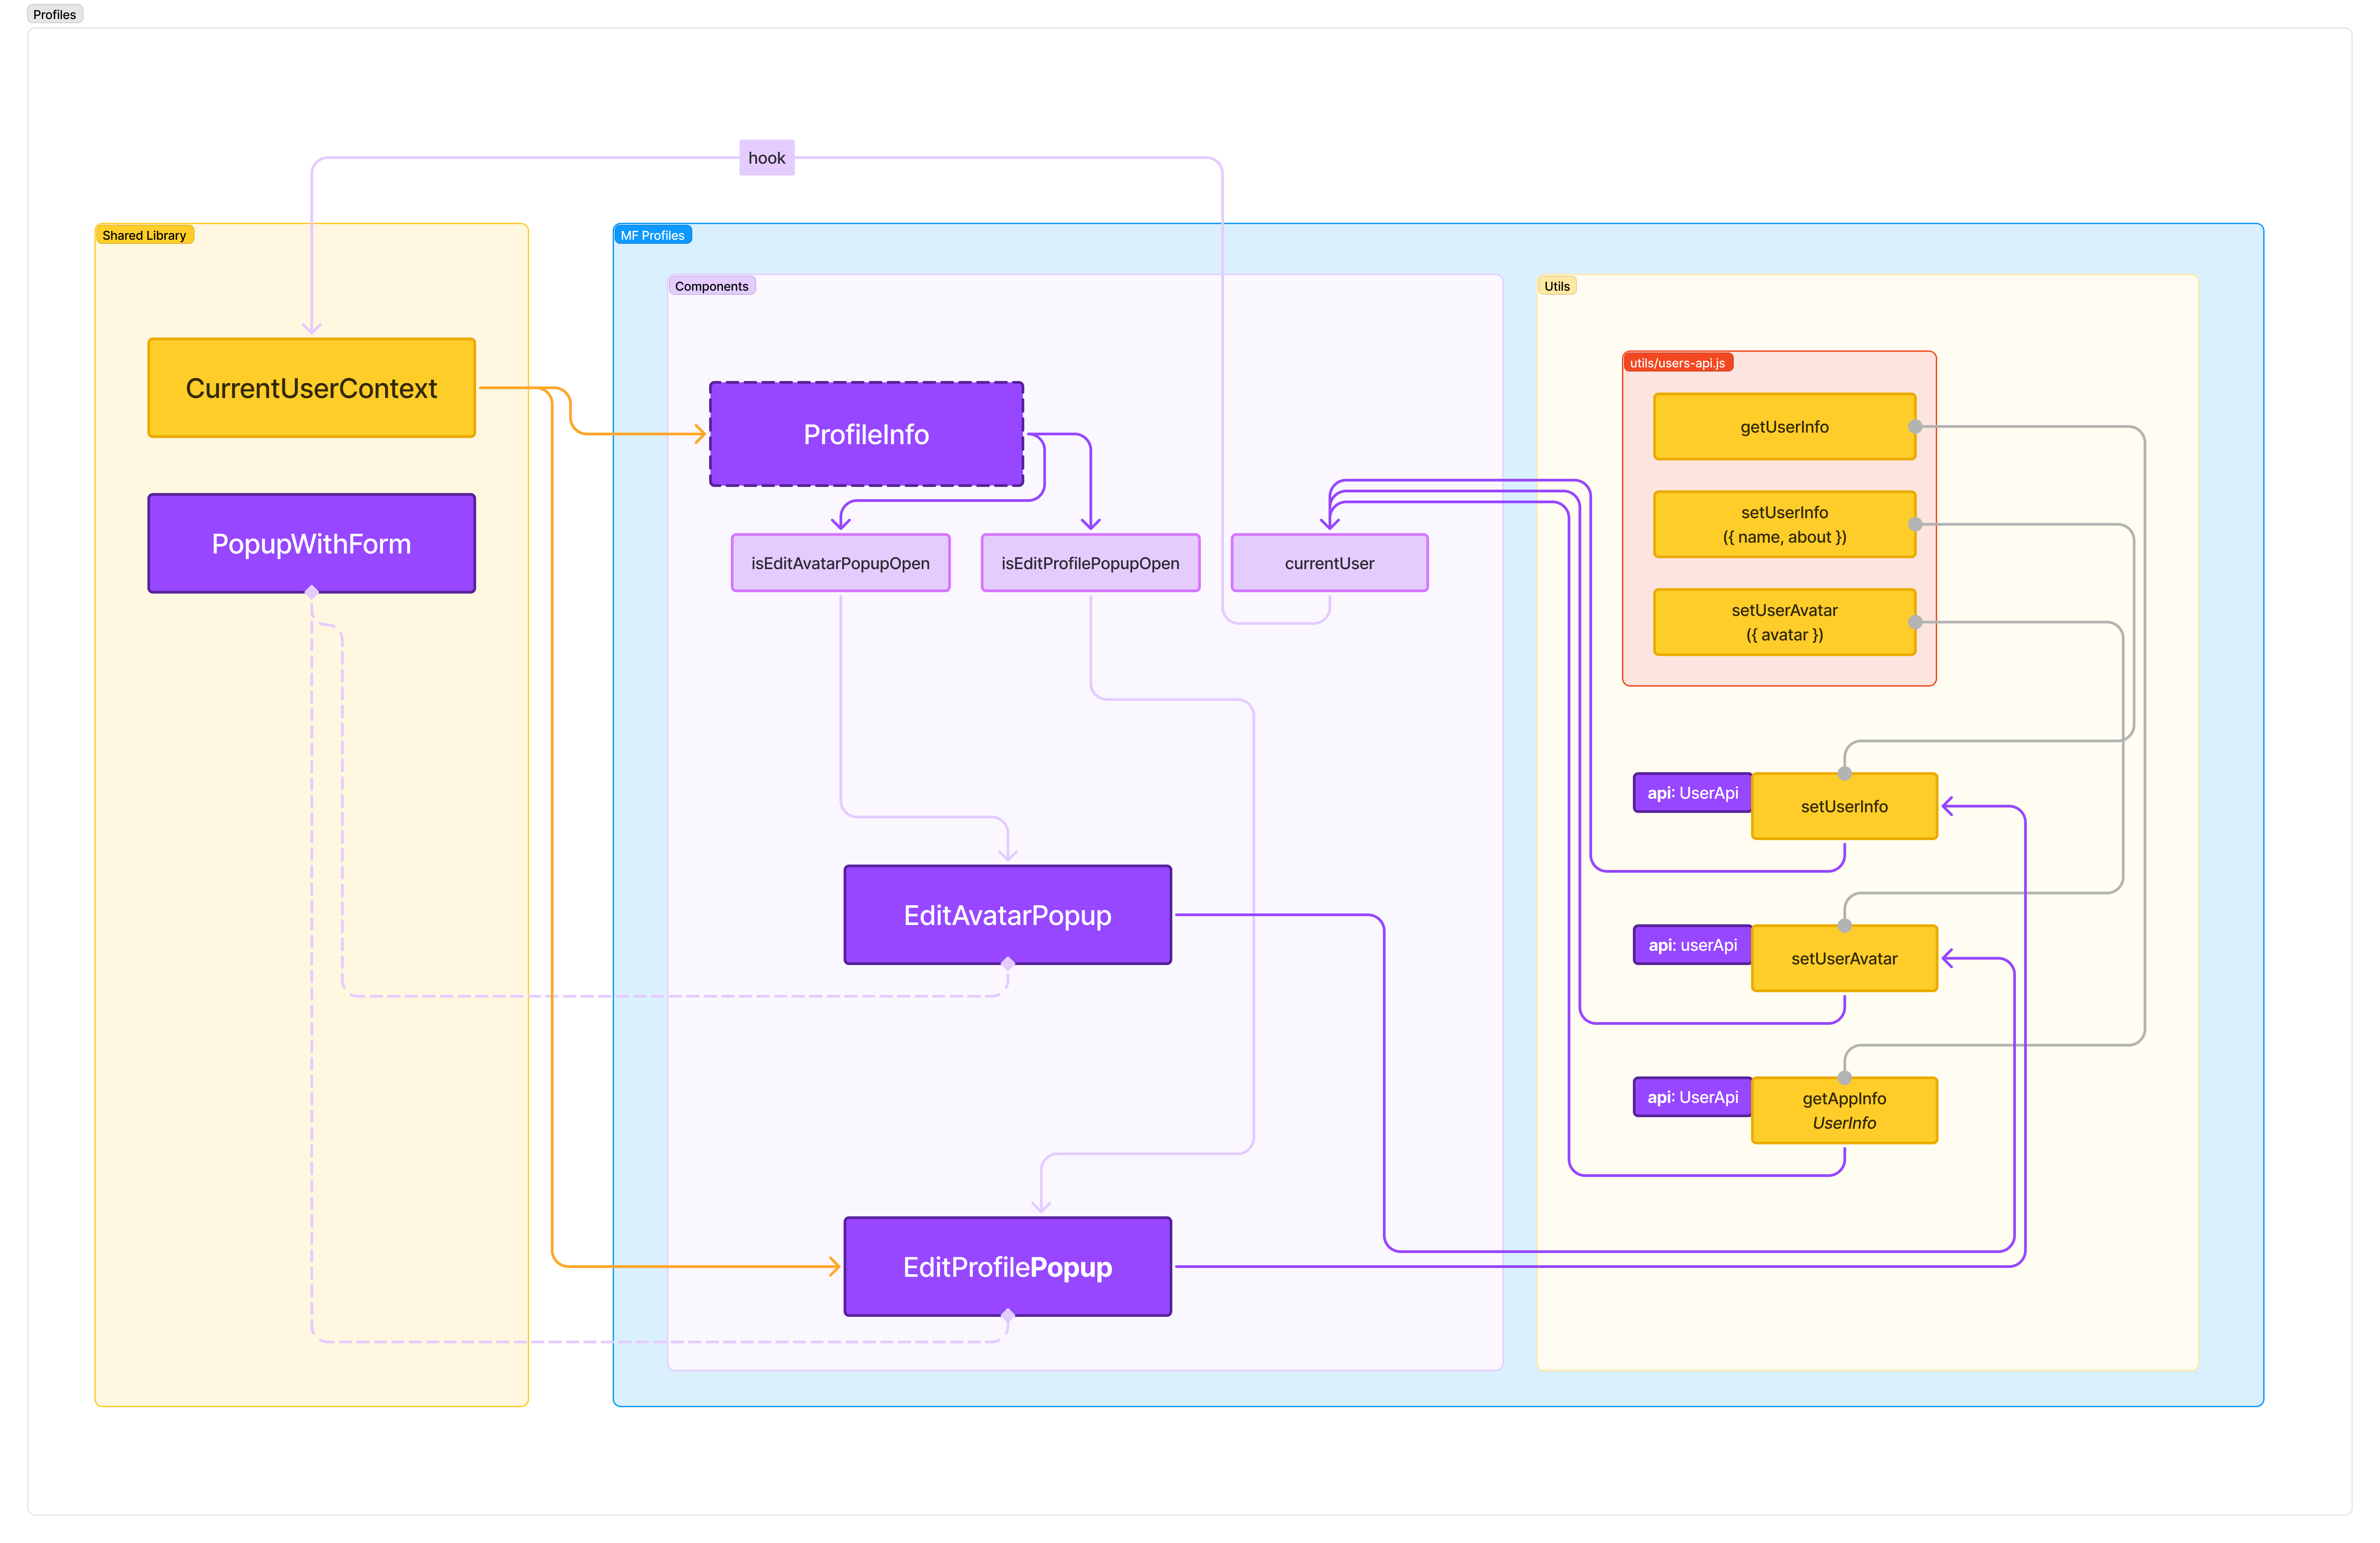 Profiles
hook
Shared Library
CurrentUserContext
PopupWithForm
MF Profiles
Components
ProfileInfo
isEditAvatarPopupOpen
isEditProfilePopupOpen
currentUser
EditAvatarPopup
EditProfilePopup
Utils
utils/users-api.js
getUserInfo
setUserInfo
({ name, about })
setUserAvatar
({ avatar })
api: UserApi
setUserInfo
api: userApi
setUserAvatar
api: UserApi
getAppInfo
UserInfo